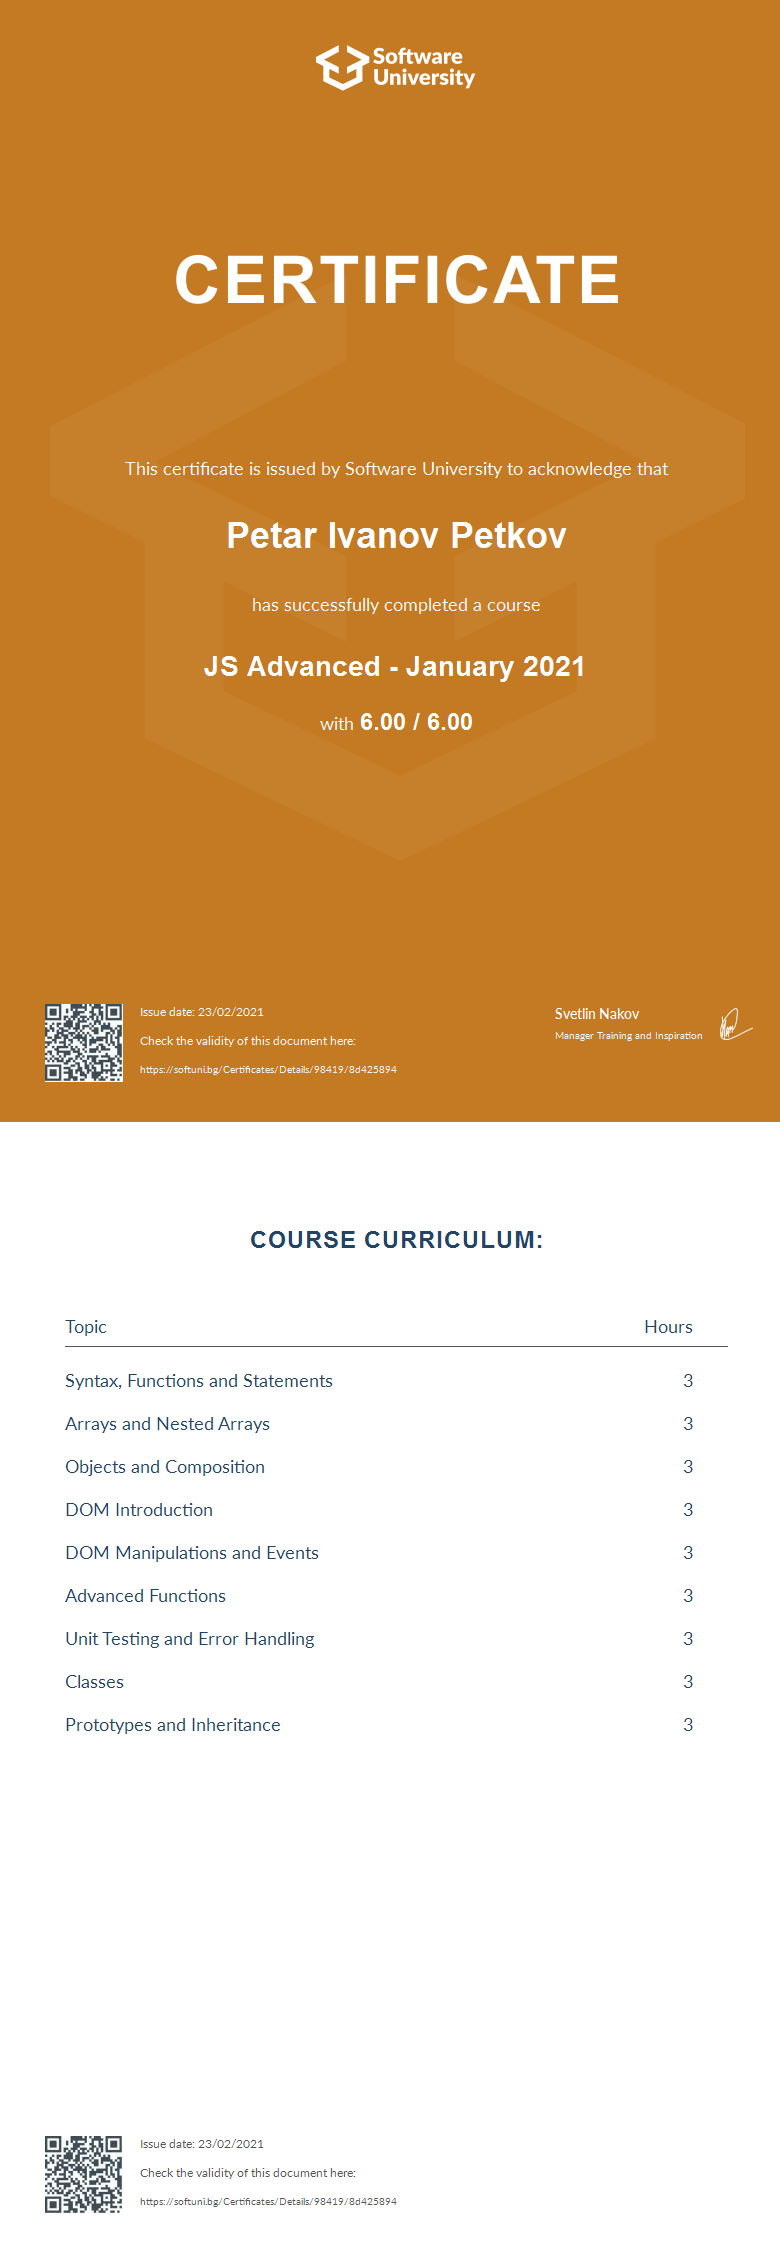 Software
University
CERTIFICATE
This certificate is issued by Software University to acknowledge that
Petar Ivanov Petkov
has successfully completed a course
JS Advanced - January 2021
with 6.00 / 6.00
Issue date: 23/02/2021
Check the validity of this document here:
https://softuni.bg/Certificates/Details/98419/8d425894
Svetlin Nakov
Manager Training and Inspiration
COURSE CURRICULUM:
Topic Hours
Syntax, Functions and Statements 3
Arrays and Nested Arrays 3
Objects and Composition 3
DOM Introduction 3
DOM Manipulations and Events 3
Advanced Functions 3
Unit Testing and Error Handling 3
Classes 3
Prototypes and Inheritance 3
Issue date: 23/02/2021
Check the validity of this document here:
https://softuni.bg/Certificates/Details/98419/8d425894